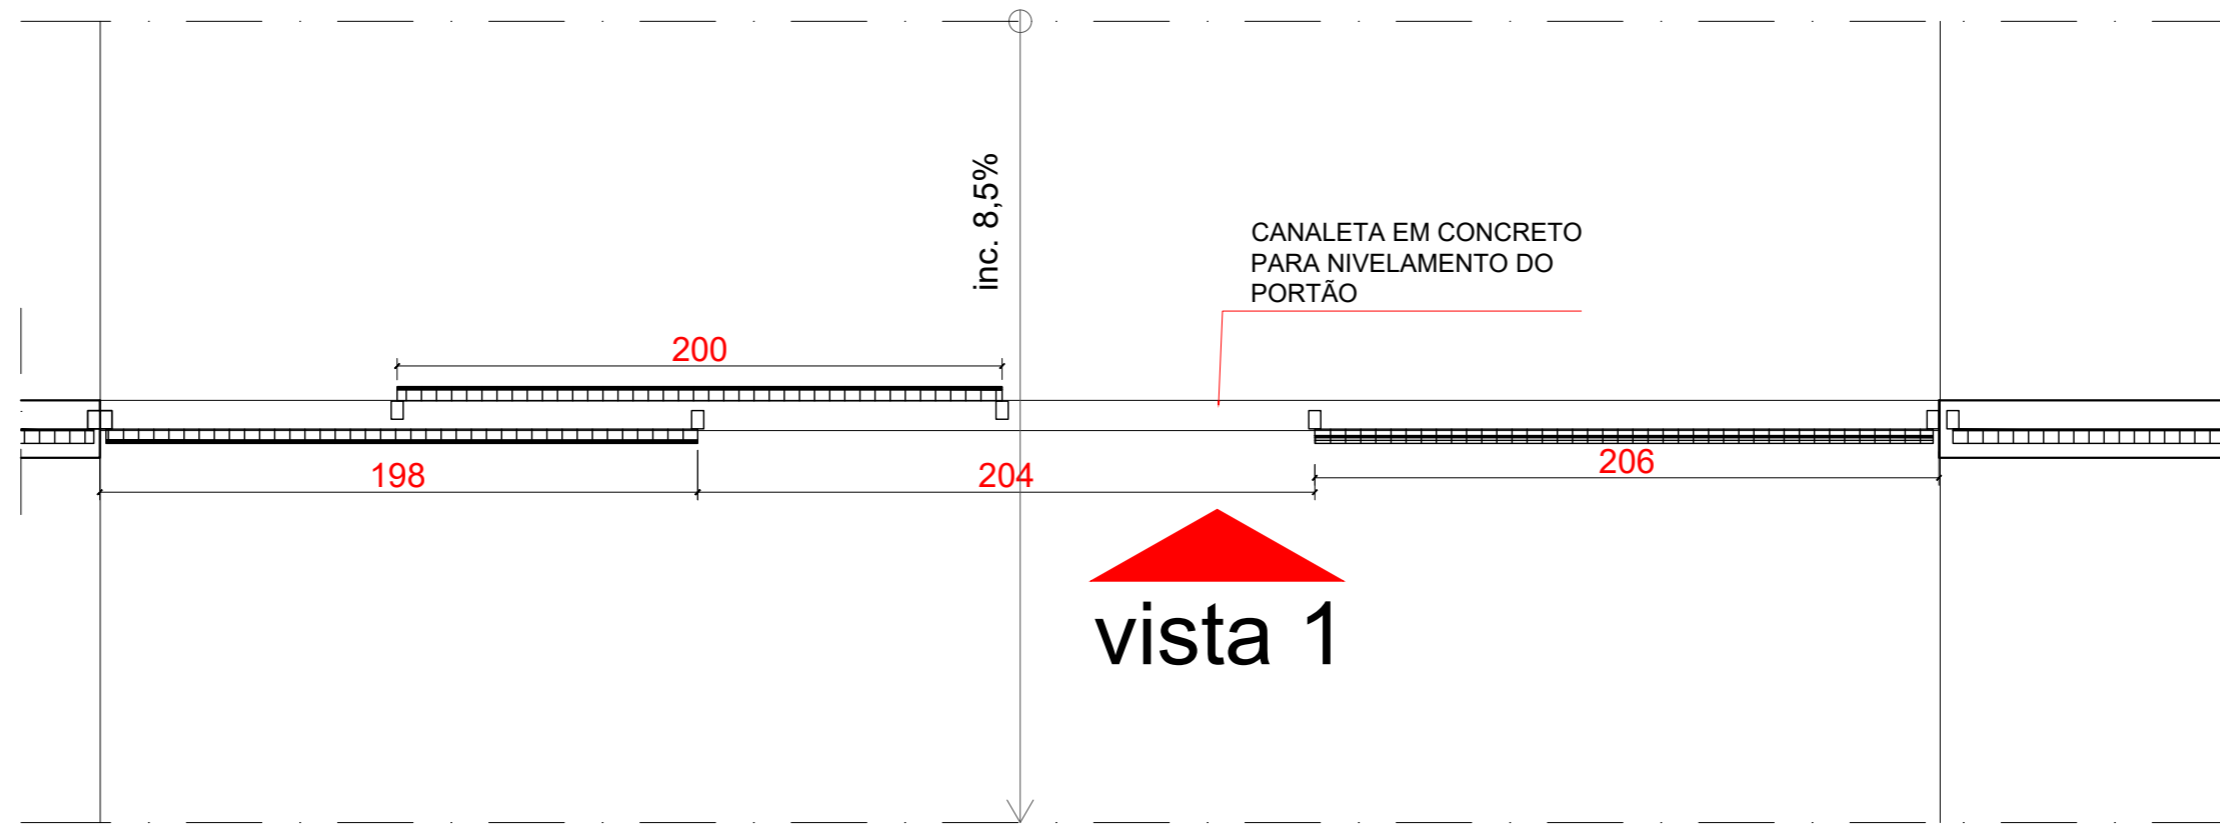 inc. 8,5%
CANALETA EM CONCRETO
PARA NIVELAMENTO DO
PORTÃO
200
198
204
206
vista 1